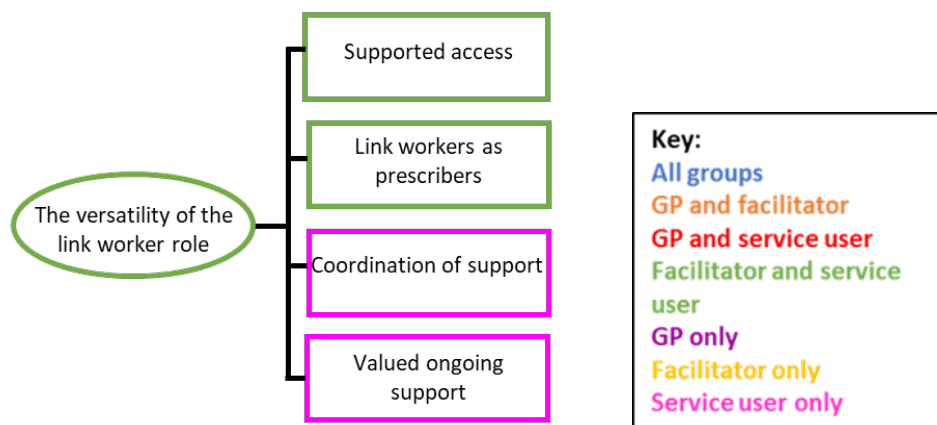 Supported access
Link workers as
prescribers
The versatility of the
link worker role
Coordination of support
Valued ongoing
support
Key:
All groups
GP and facilitator
GP and service user
Facilitator and service
user
GP only
Facilitator only
Service user only